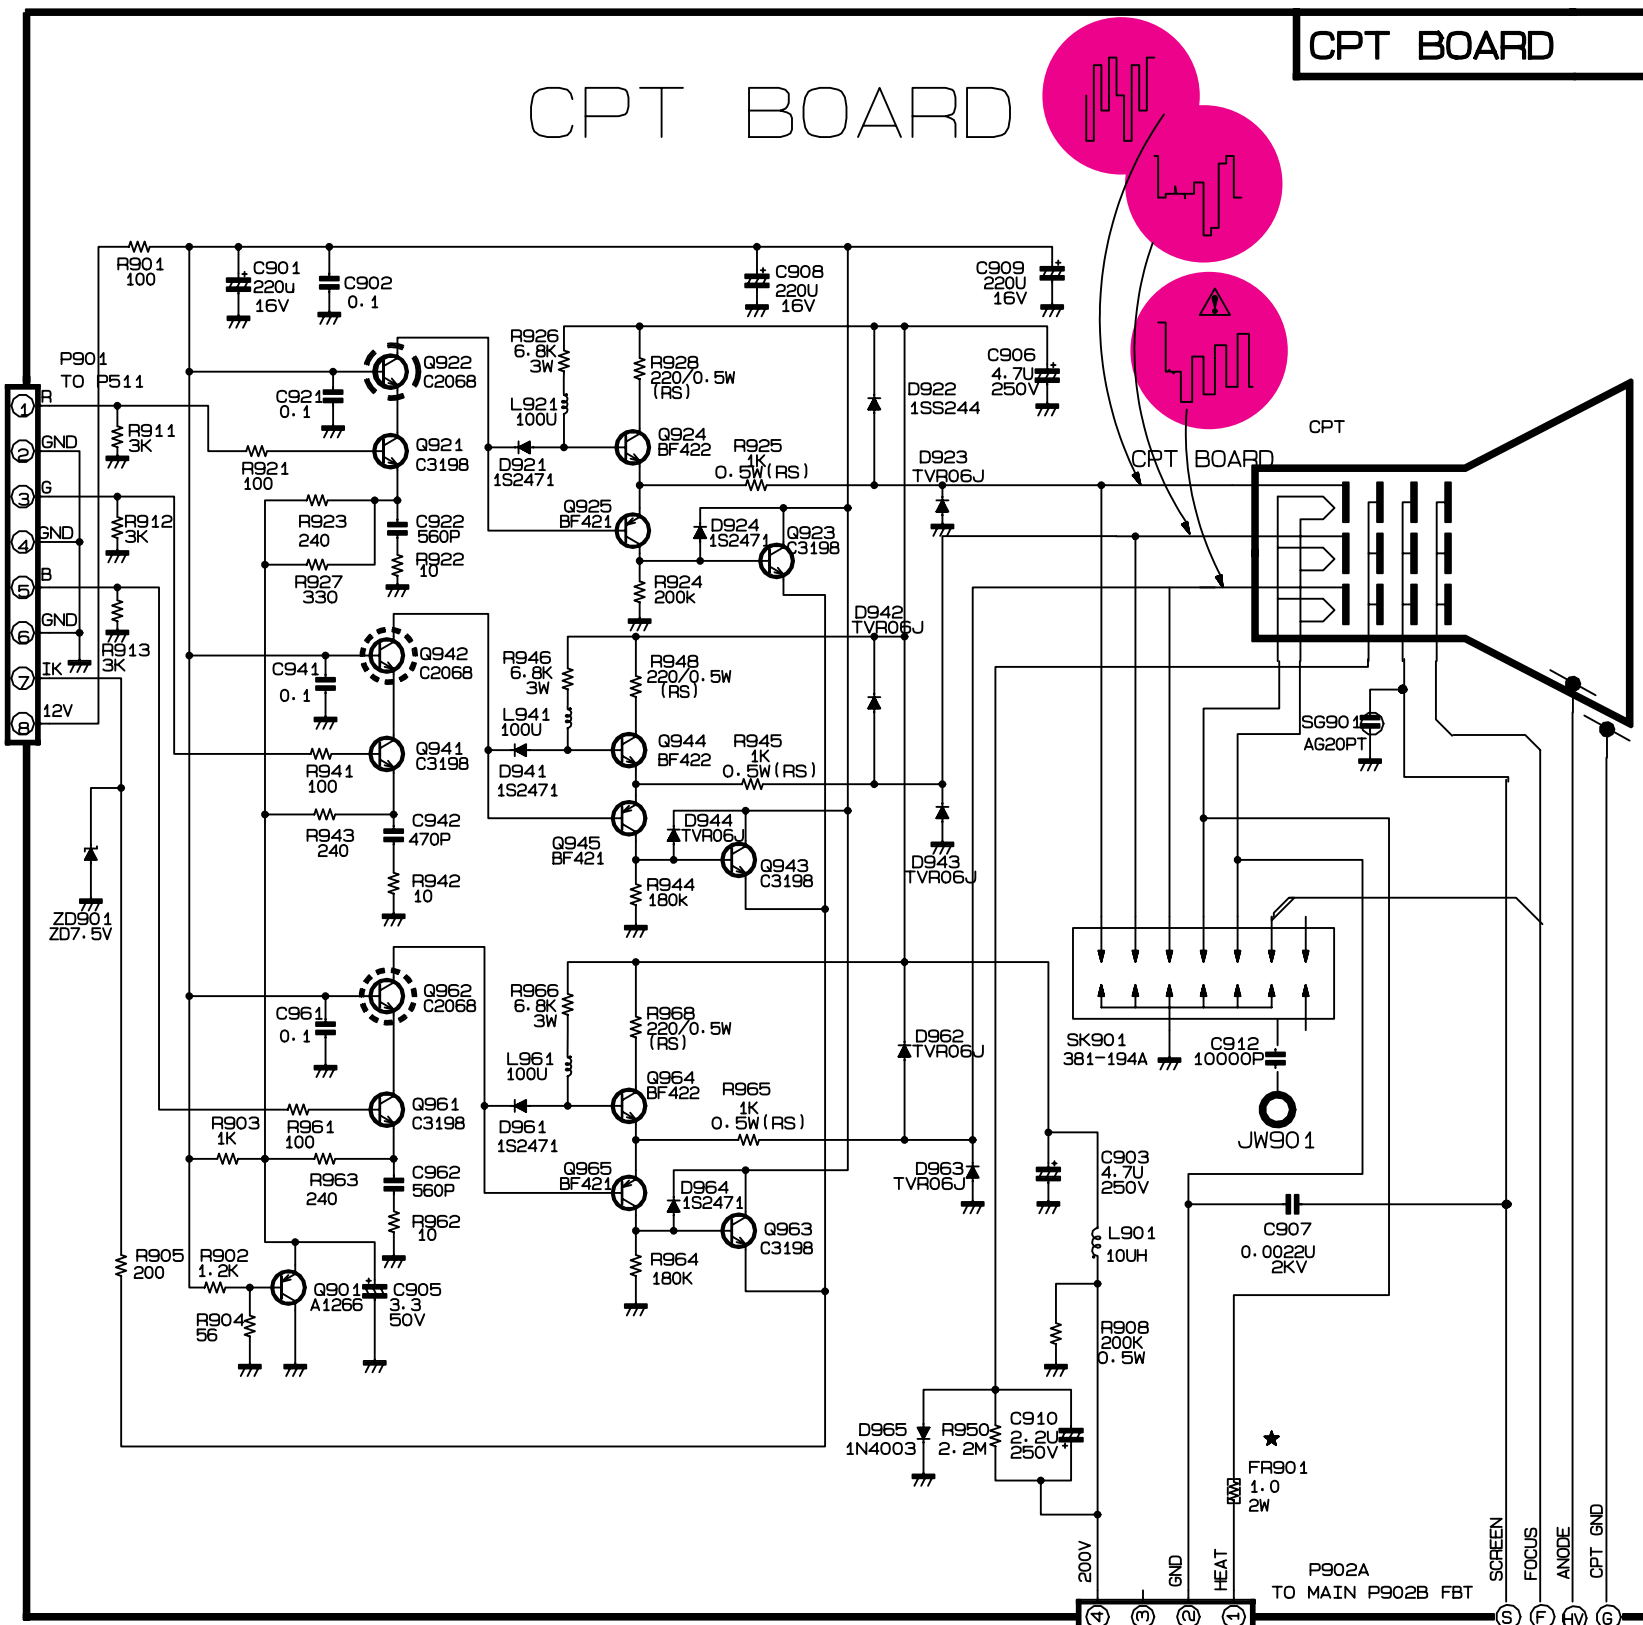 CPT BOARD
CPT BOARD
R901
100
C901
220u
16V
C902
0.1
C908
220U
16V
C909
220U
16V
P901
TO P511
R926
6.8K
3W
Q922
C2068
R928
220/0.5W
(RS)
C906
4.7U
250V
C921
0.1
L921
100U
D922
1SS244
CPT
1
R
R911
3K
2
GND
Q921
C3198
Q924
BF422
R925
1K
0.5W(RS)
D923
TVR06J
CPT BOARD
R921
100
D921
1S2471
3
G
R912
3K
R923
240
C922
560P
Q925
BF421
D924
1S2471
Q923
C3198
4
GND
R922
10
R927
330
R924
200k
5
B
6
GND
R913
3K
D942
TVR06J
7
IK
C941
0.1
Q942
C2068
R946
6.8K
3W
R948
220/0.5W
(RS)
8
12V
L941
100U
SG901
AG20PT
Q941
C3198
Q944
BF422
R945
1K
0.5W(RS)
R941
100
D941
1S2471
R943
240
C942
470P
Q945
BF421
D944
TVR06J
Q943
C3198
D943
TVR06J
R942
10
R944
180k
ZD901
ZD7.5V
Q962
C2068
R966
6.8K
3W
R968
220/0.5W
(RS)
C961
0.1
L961
100U
D962
TVR06J
SK901
381-194A
C912
10000P
Q964
BF422
R965
1K
0.5W(RS)
JW901
R903
1K
R961
100
Q961
C3198
D961
1S2471
R963
240
C962
560P
Q965
BF421
D964
1S2471
D963
TVR06J
C903
4.7U
250V
R962
10
Q963
C3198
L901
10UH
C907
0.0022U
2KV
R905
200
R902
1.2K
R964
180K
Q901
A1266
C905
3.3
50V
R904
56
R908
200K
0.5W
D965
1N4003
R950
2.2M
C910
2.2U
250V
FR901
1.0
2W
200V
GND
HEAT
P902A
TO MAIN P902B FBT
SCREEN
FOCUS
ANODE
CPT GND
4
3
2
1
S
F
HV
G